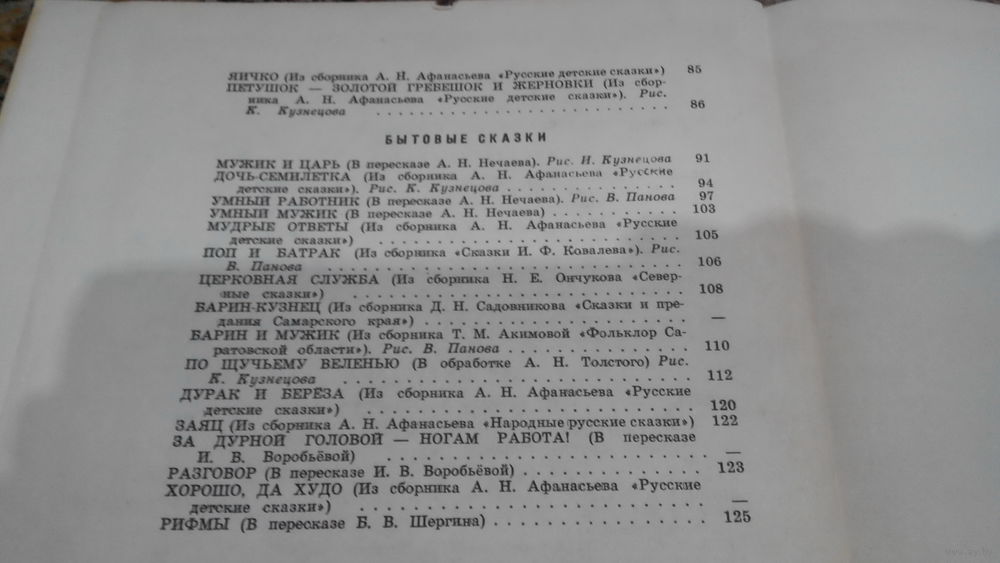 ЯИЧКО (Из сборника А. Н. Афанасьева «Русские детские сказки») 85
ПЕТУШОК — ЗОЛОТОЙ ГРЕБЕШОК И ЖЕРНОВКИ (Из сбор-
ника А. Н. Афанасьева «Русские детские сказки»). Рис.
К. Кузнецова . . . . . . . . . . . . . . . . . . . . . . 86
БЫТОВЫЕ СКАЗКИ
МУЖИК И ЦАРЬ (В пересказе А. Н. Нечаева). Рис. И. Кузнецова 91
ДОЧЬ-СЕМИЛЕТКА (Из сборника А. Н. Афанасьева «Русские
детские сказки»). Рис. К. Кузнецова . . . . . . . . . . . . 94
УМНЫЙ РАБОТНИК (В пересказе А. Н. Нечаева). Рис. В. Панова 97
УМНЫЙ МУЖИК (В пересказе А. Н. Нечаева) . . . . . . . . . . 103
МУДРЫЕ ОТВЕТЫ (Из сборника А. Н. Афанасьева «Русские
детские сказки») . . . . . . . . . . . . . . . . . . . . . . 105
ПОП И БАТРАК (Из сборника «Сказки И. Ф. Ковалева»). Рис.
В. Панова . . . . . . . . . . . . . . . . . . . . . . . . 106
ЦЕРКОВНАЯ СЛУЖБА (Из сборника Н. Е. Ончукова «Север-
ные сказки») . . . . . . . . . . . . . . . . . . . . . . . 108
БАРИН-КУЗНЕЦ (Из сборника Д. Н. Садовникова «Сказки и пре-
дания Самарского края») . . . . . . . . . . . . . . . . . . —
БАРИН И МУЖИК (Из сборника Т. М. Акимовой «Фольклор Са-
ратовской области»). Рис. В. Панова . . . . . . . . . . . . 110
ПО ЩУЧЬЕМУ ВЕЛЕНЬЮ (В обработке А. Н. Толстого) Рис.
К. Кузнецова . . . . . . . . . . . . . . . . . . . . . . . 112
ДУРАК И БЕРЁЗА (Из сборника А. Н. Афанасьева «Русские
детские сказки») . . . . . . . . . . . . . . . . . . . . . . 120
ЗАЯЦ (Из сборника А. Н. Афанасьева «Народные русские сказки») 122
ЗА ДУРНОЙ ГОЛОВОЙ — НОГАМ РАБОТА! (В пересказе
И. В. Воробьёвой) . . . . . . . . . . . . . . . . . . . . . —
РАЗГОВОР (В пересказе И. В. Воробьёвой) . . . . . . . . . . . 123
ХОРОШО, ДА ХУДО (Из сборника А. Н. Афанасьева «Русские
детские сказки») . . . . . . . . . . . . . . . . . . . . . . —
РИФМЫ (В пересказе Б. В. Шергина) . . . . . . . . . . . . . . 125